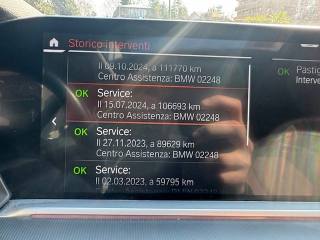 Storico interventi
Il 09.10.2024, a 111770 km
Centro Assistenza: BMW 02248
OK Service:
Il 15.07.2024, a 106693 km
Centro Assistenza: BMW 02248
OK Service:
Il 27.11.2023, a 89629 km
Centro Assistenza: BMW 02248
OK Service:
Il 02.03.2023, a 59795 km
OK Pastig
Interve